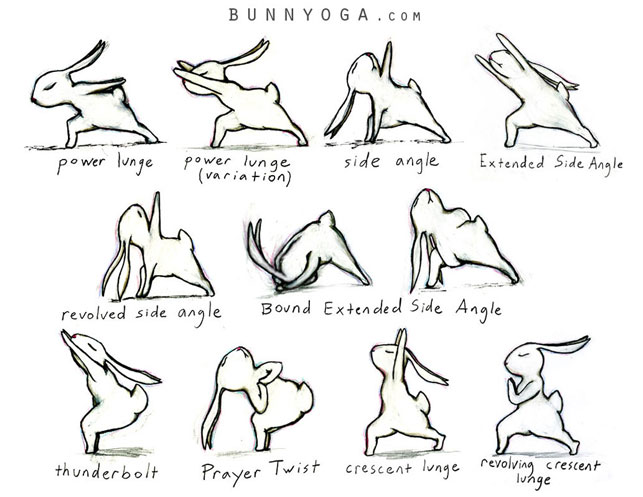 BUNNYOGA.COM
power lunge
power lunge
(variation)
side angle
Extended Side Angle
revolved side angle
Bound Extended Side Angle
thunderbolt
Prayer Twist
crescent lunge
revolving crescent
lunge